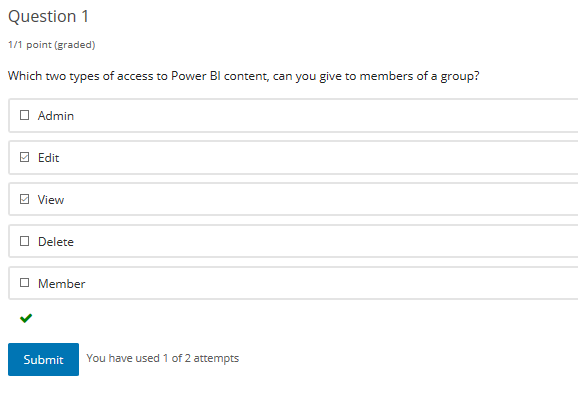 Question 1
1/1 point (graded)
Which two types of access to Power BI content, can you give to members of a group?
Admin
Edit
View
Delete
Member
Submit You have used 1 of 2 attempts